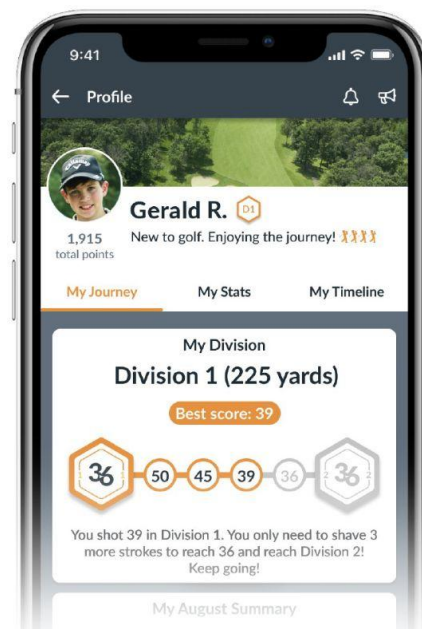 9:41
Profile
Gerald R. D1
New to golf. Enjoying the journey!
1,915
total points
My Journey My Stats My Timeline
My Division
Division 1 (225 yards)
Best score: 39
36 50 45 39 36 36
You shot 39 in Division 1. You only need to shave 3
more strokes to reach 36 and reach Division 2!
Keep going!
My August Summary